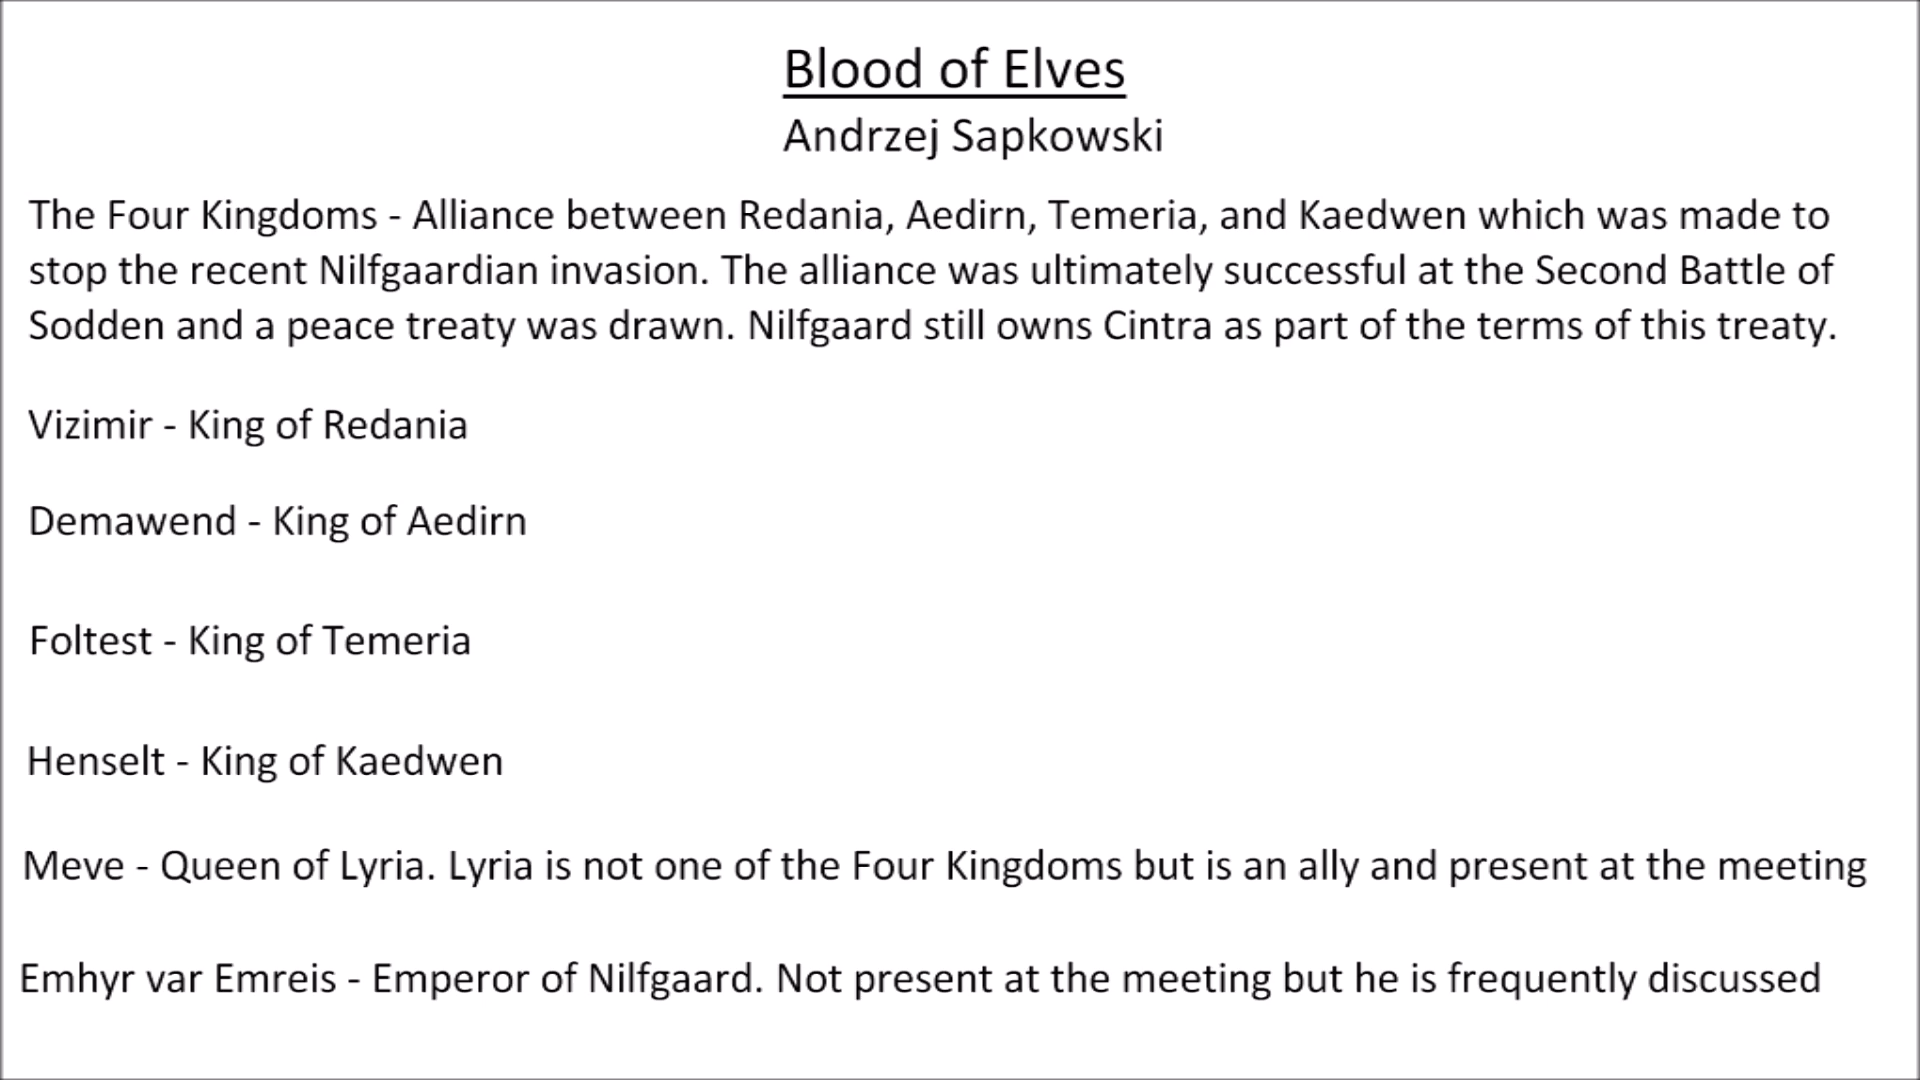 Blood of Elves
Andrzej Sapkowski
The Four Kingdoms - Alliance between Redania, Aedirn, Temeria, and Kaedwen which was made to
stop the recent Nilfgaardian invasion. The alliance was ultimately successful at the Second Battle of
Sodden and a peace treaty was drawn. Nilfgaard still owns Cintra as part of the terms of this treaty.
Vizimir - King of Redania
Demawend - King of Aedirn
Foltest - King of Temeria
Henselt - King of Kaedwen
Meve - Queen of Lyria. Lyria is not one of the Four Kingdoms but is an ally and present at the meeting
Emhyr var Emreis - Emperor of Nilfgaard. Not present at the meeting but he is frequently discussed